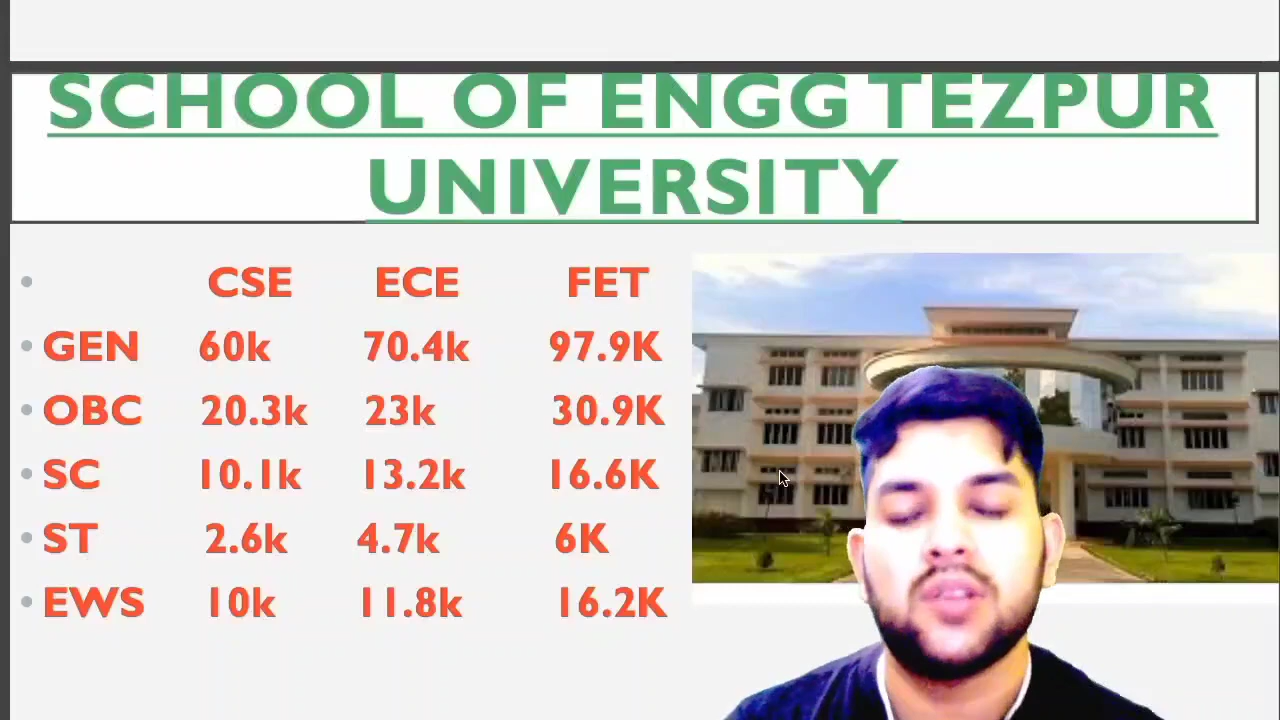 SCHOOL OF ENGG TEZPUR
UNIVERSITY
CSE ECE FET
GEN 60k 70.4k 97.9K
OBC 20.3k 23k 30.9K
SC 10.1k 13.2k 16.6K
ST 2.6k 4.7k 6K
EWS 10k 11.8k 16.2K